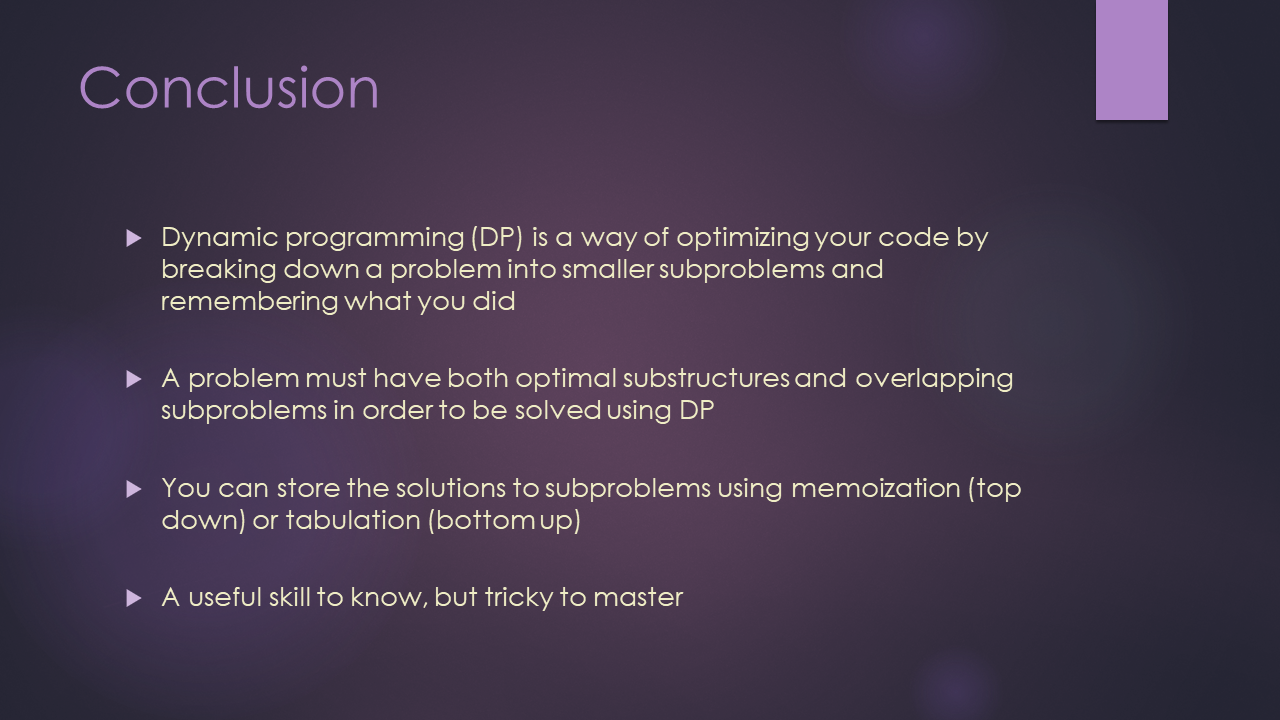 Conclusion
Dynamic programming (DP) is a way of optimizing your code by
breaking down a problem into smaller subproblems and
remembering what you did
A problem must have both optimal substructures and overlapping
subproblems in order to be solved using DP
You can store the solutions to subproblems using memoization (top
down) or tabulation (bottom up)
A useful skill to know, but tricky to master